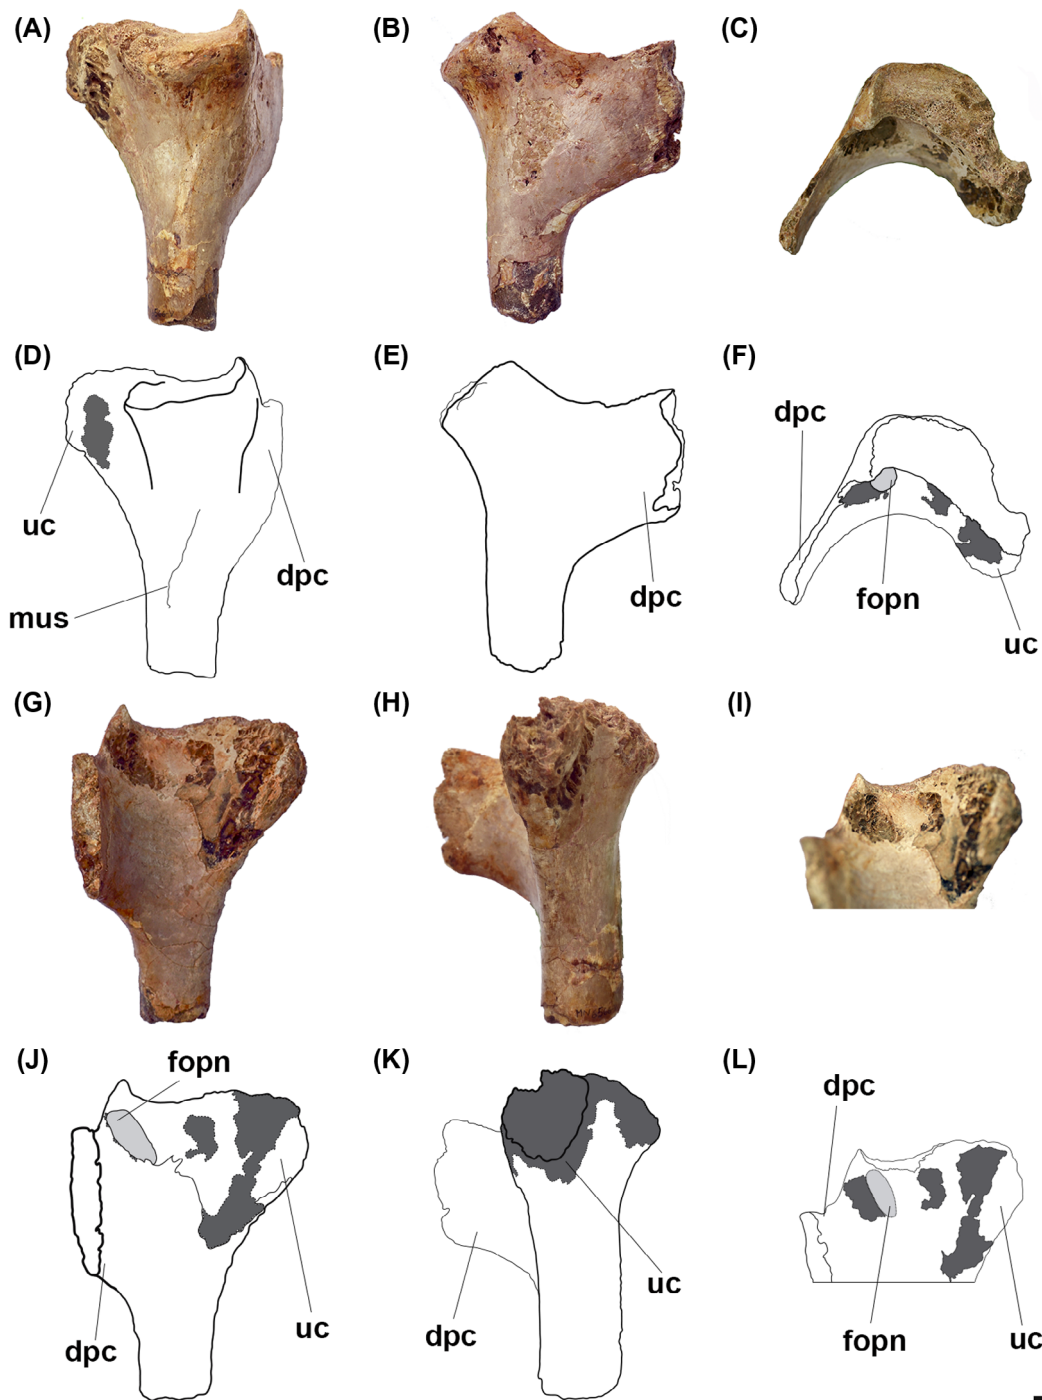 (A) (B) (C)
(D) (E) (F)
dpc
uc
dpc
mus
dpc
fopn
uc
(G) (H) (I)
(J) (K) (L)
fopn
dpc
uc
dpc
uc
dpc
fopn
uc